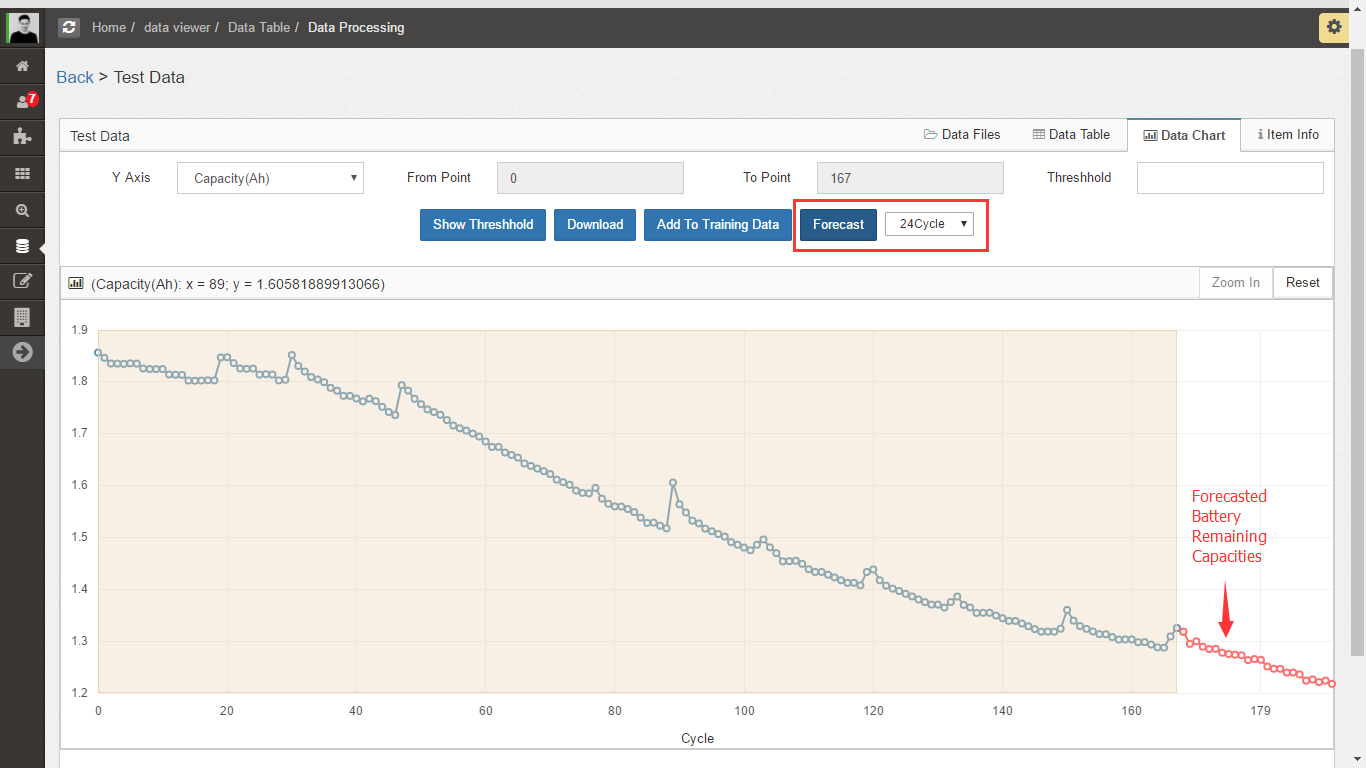 Home / data viewer / Data Table / Data Processing
7
Back > Test Data
Test Data
Data Files
Data Table
Data Chart
Item Info
Y Axis
Capacity(Ah)
From Point
0
To Point
167
Threshhold
Show Threshhold
Download
Add To Training Data
Forecast
24Cycle
(Capacity(Ah): x = 89; y = 1.60581889913066)
Zoom In
Reset
1.9
1.8
1.7
1.6
1.5
1.4
1.3
1.2
Forecasted
Battery
Remaining
Capacities
0 20 40 60 80 100 120 140 160 179
Cycle